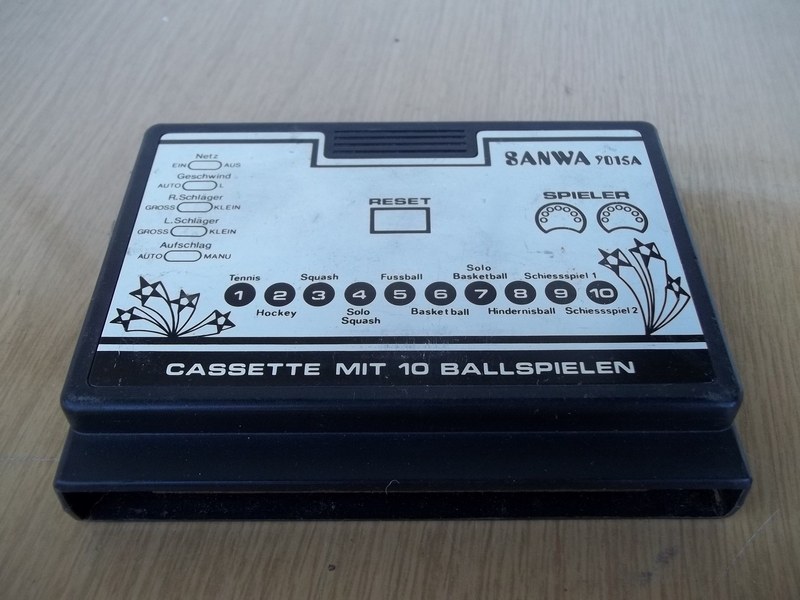 SANWA 9015A
Netz
EIN AUS
Geschwind.
AUTO L
R.Schläger
GROSS KLEIN
L.Schläger
GROSS KLEIN
Aufschlag
AUTO MANU
RESET
SPIELER
Tennis Squash Fussball Solo Basketball Schiessspiel 1
1 2 3 4 5 6 7 8 9 10
Hockey Solo Squash Basketball Hindernisball Schiessspiel 2
CASSETTE MIT 10 BALLSPIELEN